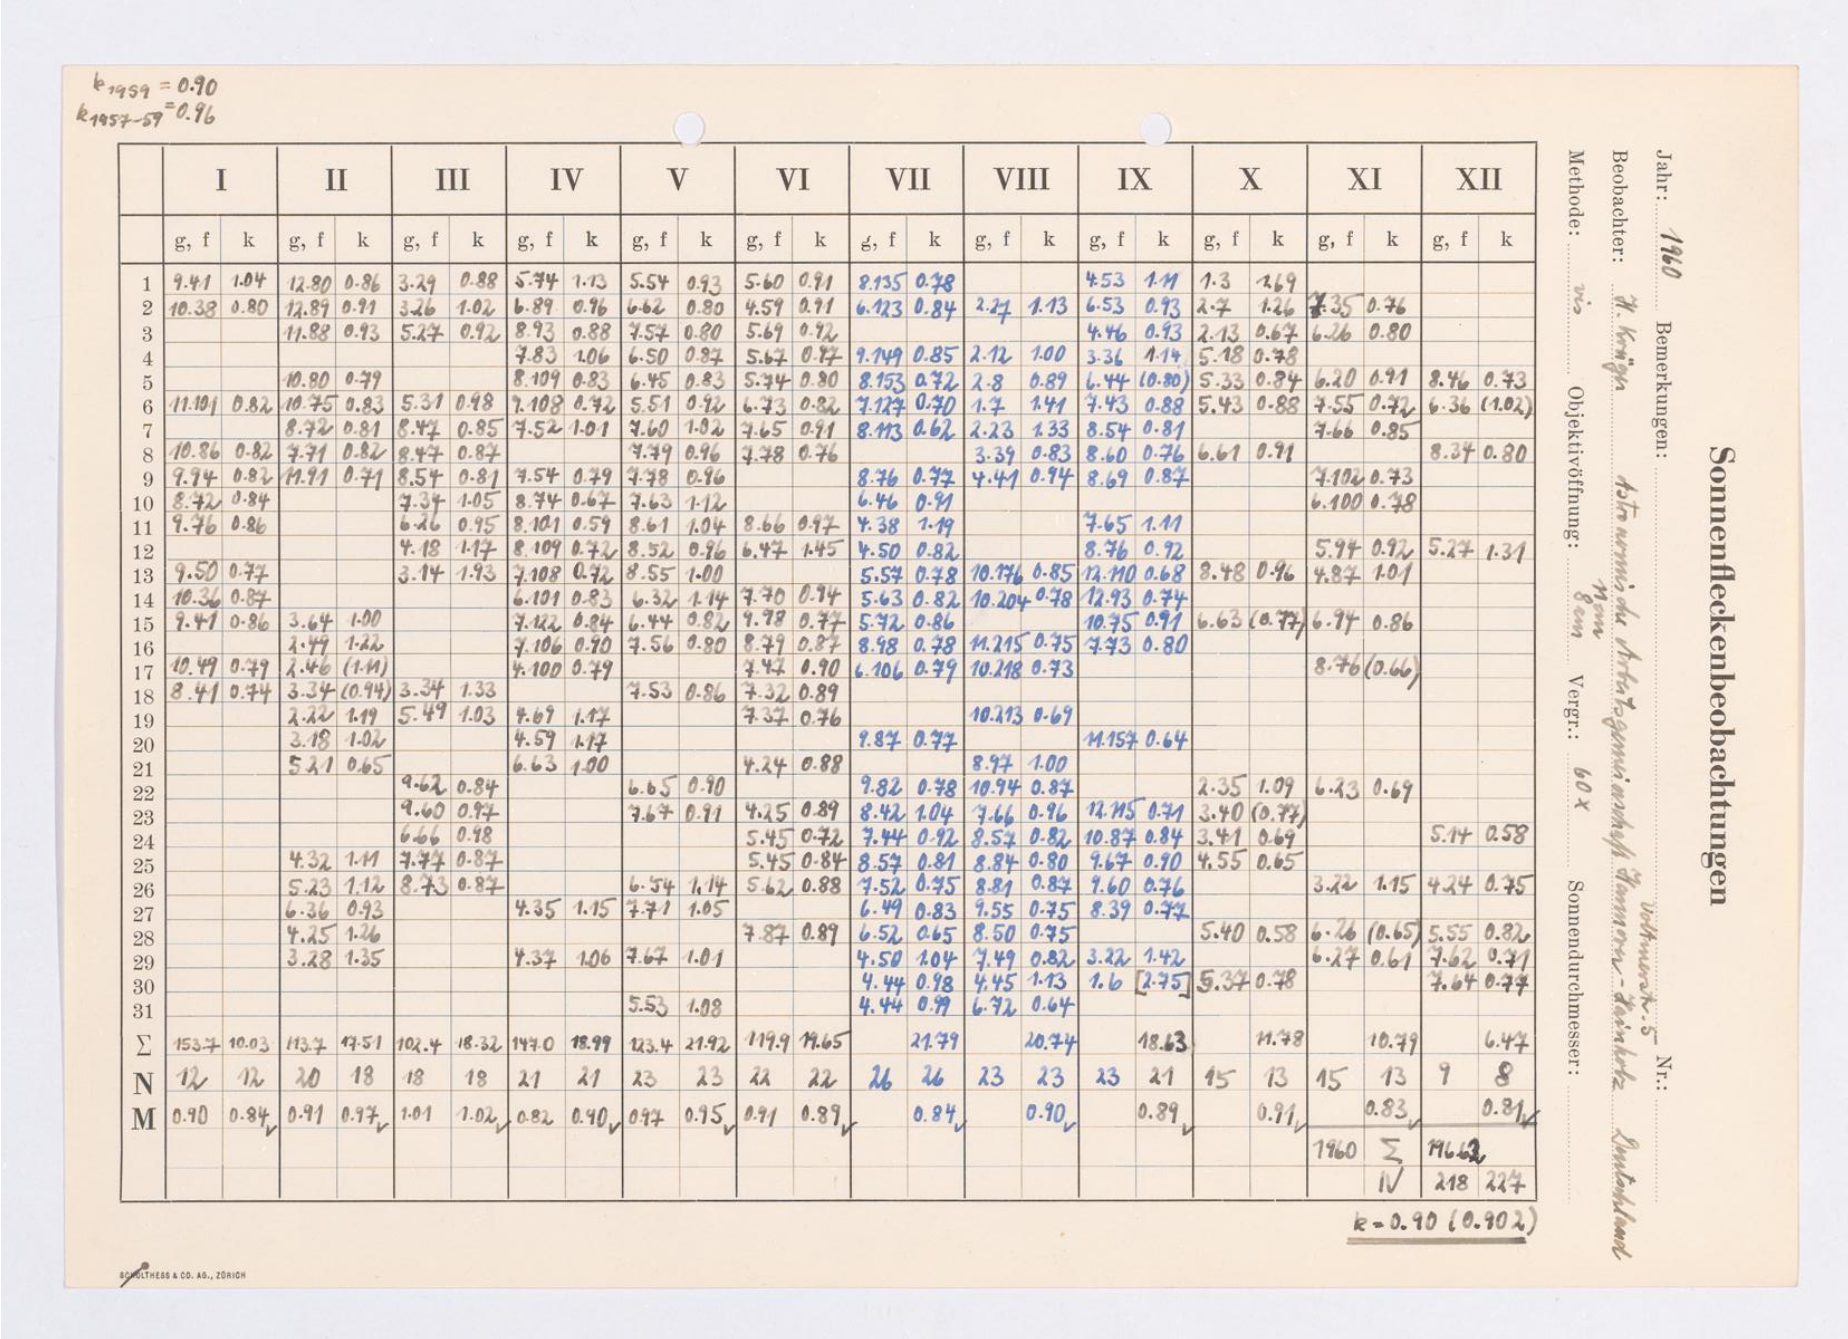 k1959 = 0.90
k1957-59 = 0.96
I II III IV V VI VII VIII IX X XI XII
g, f k g, f k g, f k g, f k g, f k g, f k g, f k g, f k g, f k g, f k g, f k g, f k
1 9.41 1.04 12.80 0.86 3.29 0.88 5.74 1.13 5.54 0.93 5.60 0.91 8.135 0.78 4.53 1.11 1.3 1.69
2 10.38 0.80 12.89 0.91 3.26 1.02 6.89 0.96 6.62 0.80 4.59 0.91 6.123 0.84 2.27 1.13 6.53 0.93 2.7 1.26 7.35 0.76
3 11.88 0.93 5.27 0.92 8.93 0.88 7.57 0.80 5.69 0.92 4.46 0.93 2.13 0.67 6.26 0.80
4 7.83 1.06 6.50 0.87 5.67 0.97 9.149 0.85 2.12 1.00 3.36 1.14 5.18 0.78
5 10.80 0.79 8.109 0.83 6.45 0.83 5.74 0.80 8.153 0.72 2.8 0.89 6.44 (0.80) 5.33 0.84 6.20 0.91 8.46 0.73
6 11.101 0.82 10.75 0.83 5.31 0.98 9.108 0.72 5.51 0.92 6.73 0.82 7.127 0.70 1.7 1.41 7.43 0.88 5.43 0.88 7.55 0.72 6.36 (1.02)
7 8.72 0.81 8.47 0.85 7.52 1.01 7.60 1.02 7.65 0.91 8.113 0.62 2.23 1.33 8.54 0.81 7.66 0.85
8 10.86 0.82 7.71 0.82 8.47 0.87 7.79 0.96 7.78 0.76 3.39 0.83 8.60 0.76 6.61 0.91 8.34 0.80
9 9.94 0.82 11.91 0.71 8.54 0.81 7.54 0.79 7.78 0.96 8.76 0.77 4.41 0.94 8.69 0.87 7.102 0.73
10 8.72 0.84 7.34 1.05 8.74 0.67 7.63 1.12 6.46 0.91 6.100 0.78
11 9.76 0.86 6.26 0.95 8.101 0.59 8.61 1.04 8.66 0.97 4.38 1.19 7.65 1.11
12 4.18 1.17 8.109 0.72 8.52 0.96 6.47 1.45 4.50 0.82 8.76 0.92 5.94 0.92 5.27 1.31
13 9.50 0.77 3.14 1.93 7.108 0.72 8.55 1.00 5.57 0.78 10.176 0.85 12.110 0.68 8.48 0.96 4.87 1.01
14 10.36 0.87 6.101 0.83 6.32 1.14 7.70 0.94 5.63 0.82 10.204 0.78 12.93 0.74
15 9.41 0.86 3.64 1.00 7.122 0.84 6.44 0.82 9.98 0.77 5.72 0.86 10.75 0.91 6.63 (0.77) 6.94 0.86
16 2.49 1.22 7.106 0.90 7.56 0.80 8.79 0.87 8.98 0.78 11.215 0.75 7.73 0.80
17 10.49 0.79 2.46 (1.11) 4.100 0.79 7.47 0.90 6.106 0.79 10.218 0.73 8.76 (0.66)
18 8.41 0.74 3.34 (0.94) 3.34 1.33 7.53 0.86 7.32 0.89
19 2.22 1.19 5.49 1.03 4.69 1.17 7.37 0.76 10.213 0.69
20 3.18 1.02 4.59 1.17 9.87 0.77 11.157 0.64
21 5.21 0.65 6.63 1.00 4.24 0.88 8.97 1.00
22 9.62 0.84 6.65 0.90 9.82 0.78 10.94 0.87 2.35 1.09 6.23 0.69
23 9.60 0.97 7.67 0.91 4.25 0.89 8.42 1.04 7.66 0.96 12.115 0.71 3.40 (0.77)
24 6.66 0.98 5.45 0.72 7.44 0.92 8.57 0.82 10.87 0.84 3.41 0.69 5.14 0.58
25 4.32 1.11 7.77 0.87 5.45 0.84 8.57 0.81 8.84 0.80 9.67 0.90 4.55 0.65
26 5.23 1.12 8.73 0.87 6.54 1.14 5.62 0.88 7.52 0.75 8.81 0.87 9.60 0.76 3.22 1.15 4.24 0.75
27 6.36 0.93 4.35 1.15 7.71 1.05 6.49 0.83 9.55 0.75 8.39 0.77
28 4.25 1.26 7.87 0.89 6.52 0.65 8.50 0.75 5.40 0.58 6.26 (0.65) 5.55 0.82
29 3.28 1.35 4.37 1.06 7.67 1.01 4.50 1.04 7.49 0.82 3.22 1.42 6.27 0.61 7.62 0.71
30 4.44 0.98 4.45 1.13 1.6 [2.75] 5.37 0.78 7.64 0.77
31 5.53 1.08 4.44 0.99 6.72 0.64
Σ 153.7 10.03 113.7 17.51 102.4 18.32 147.0 18.99 123.4 21.92 119.9 19.65 21.79 20.74 18.63 11.78 10.79 6.47
N 12 12 20 18 18 18 21 21 23 23 22 22 26 26 23 23 23 21 15 13 15 13 9 8
M 0.90 0.84 0.91 0.97 1.01 1.02 0.82 0.90 0.97 0.95 0.91 0.89 0.84 0.90 0.89 0.91 0.83 0.81
1960 Σ 196.62
N 218 227
k = 0.90 (0.902)
SCHULTHESS & CO. AG., ZÜRICH
Sonnenfleckenbeobachtungen
Jahr: 1960 Bemerkungen: Nr.:
Beobachter: H. Astronomische Arbeitsgemeinschaft Hannover-Hainholz Deutschland
Methode: vis Objektivöffnung: 8 cm Vergr.: 60 x Sonnendurchmesser: